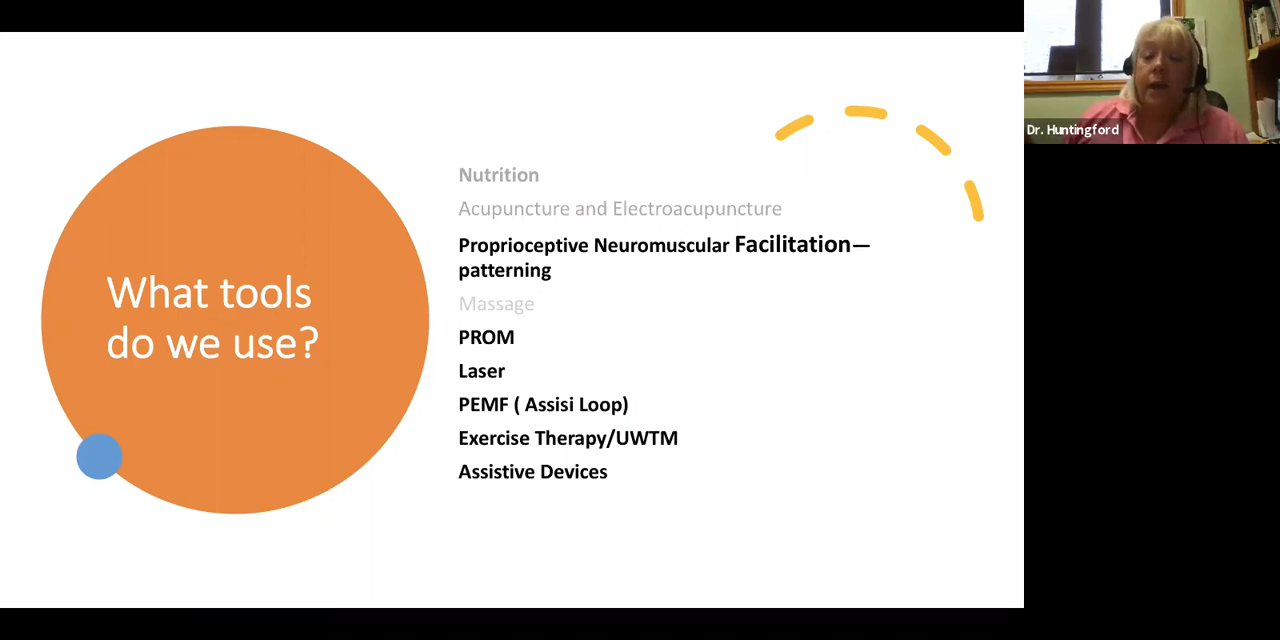 What tools
do we use?
Nutrition
Acupuncture and Electroacupuncture
Proprioceptive Neuromuscular Facilitation—
patterning
Massage
PROM
Laser
PEMF ( Assisi Loop)
Exercise Therapy/UWTM
Assistive Devices
Dr. Huntingford